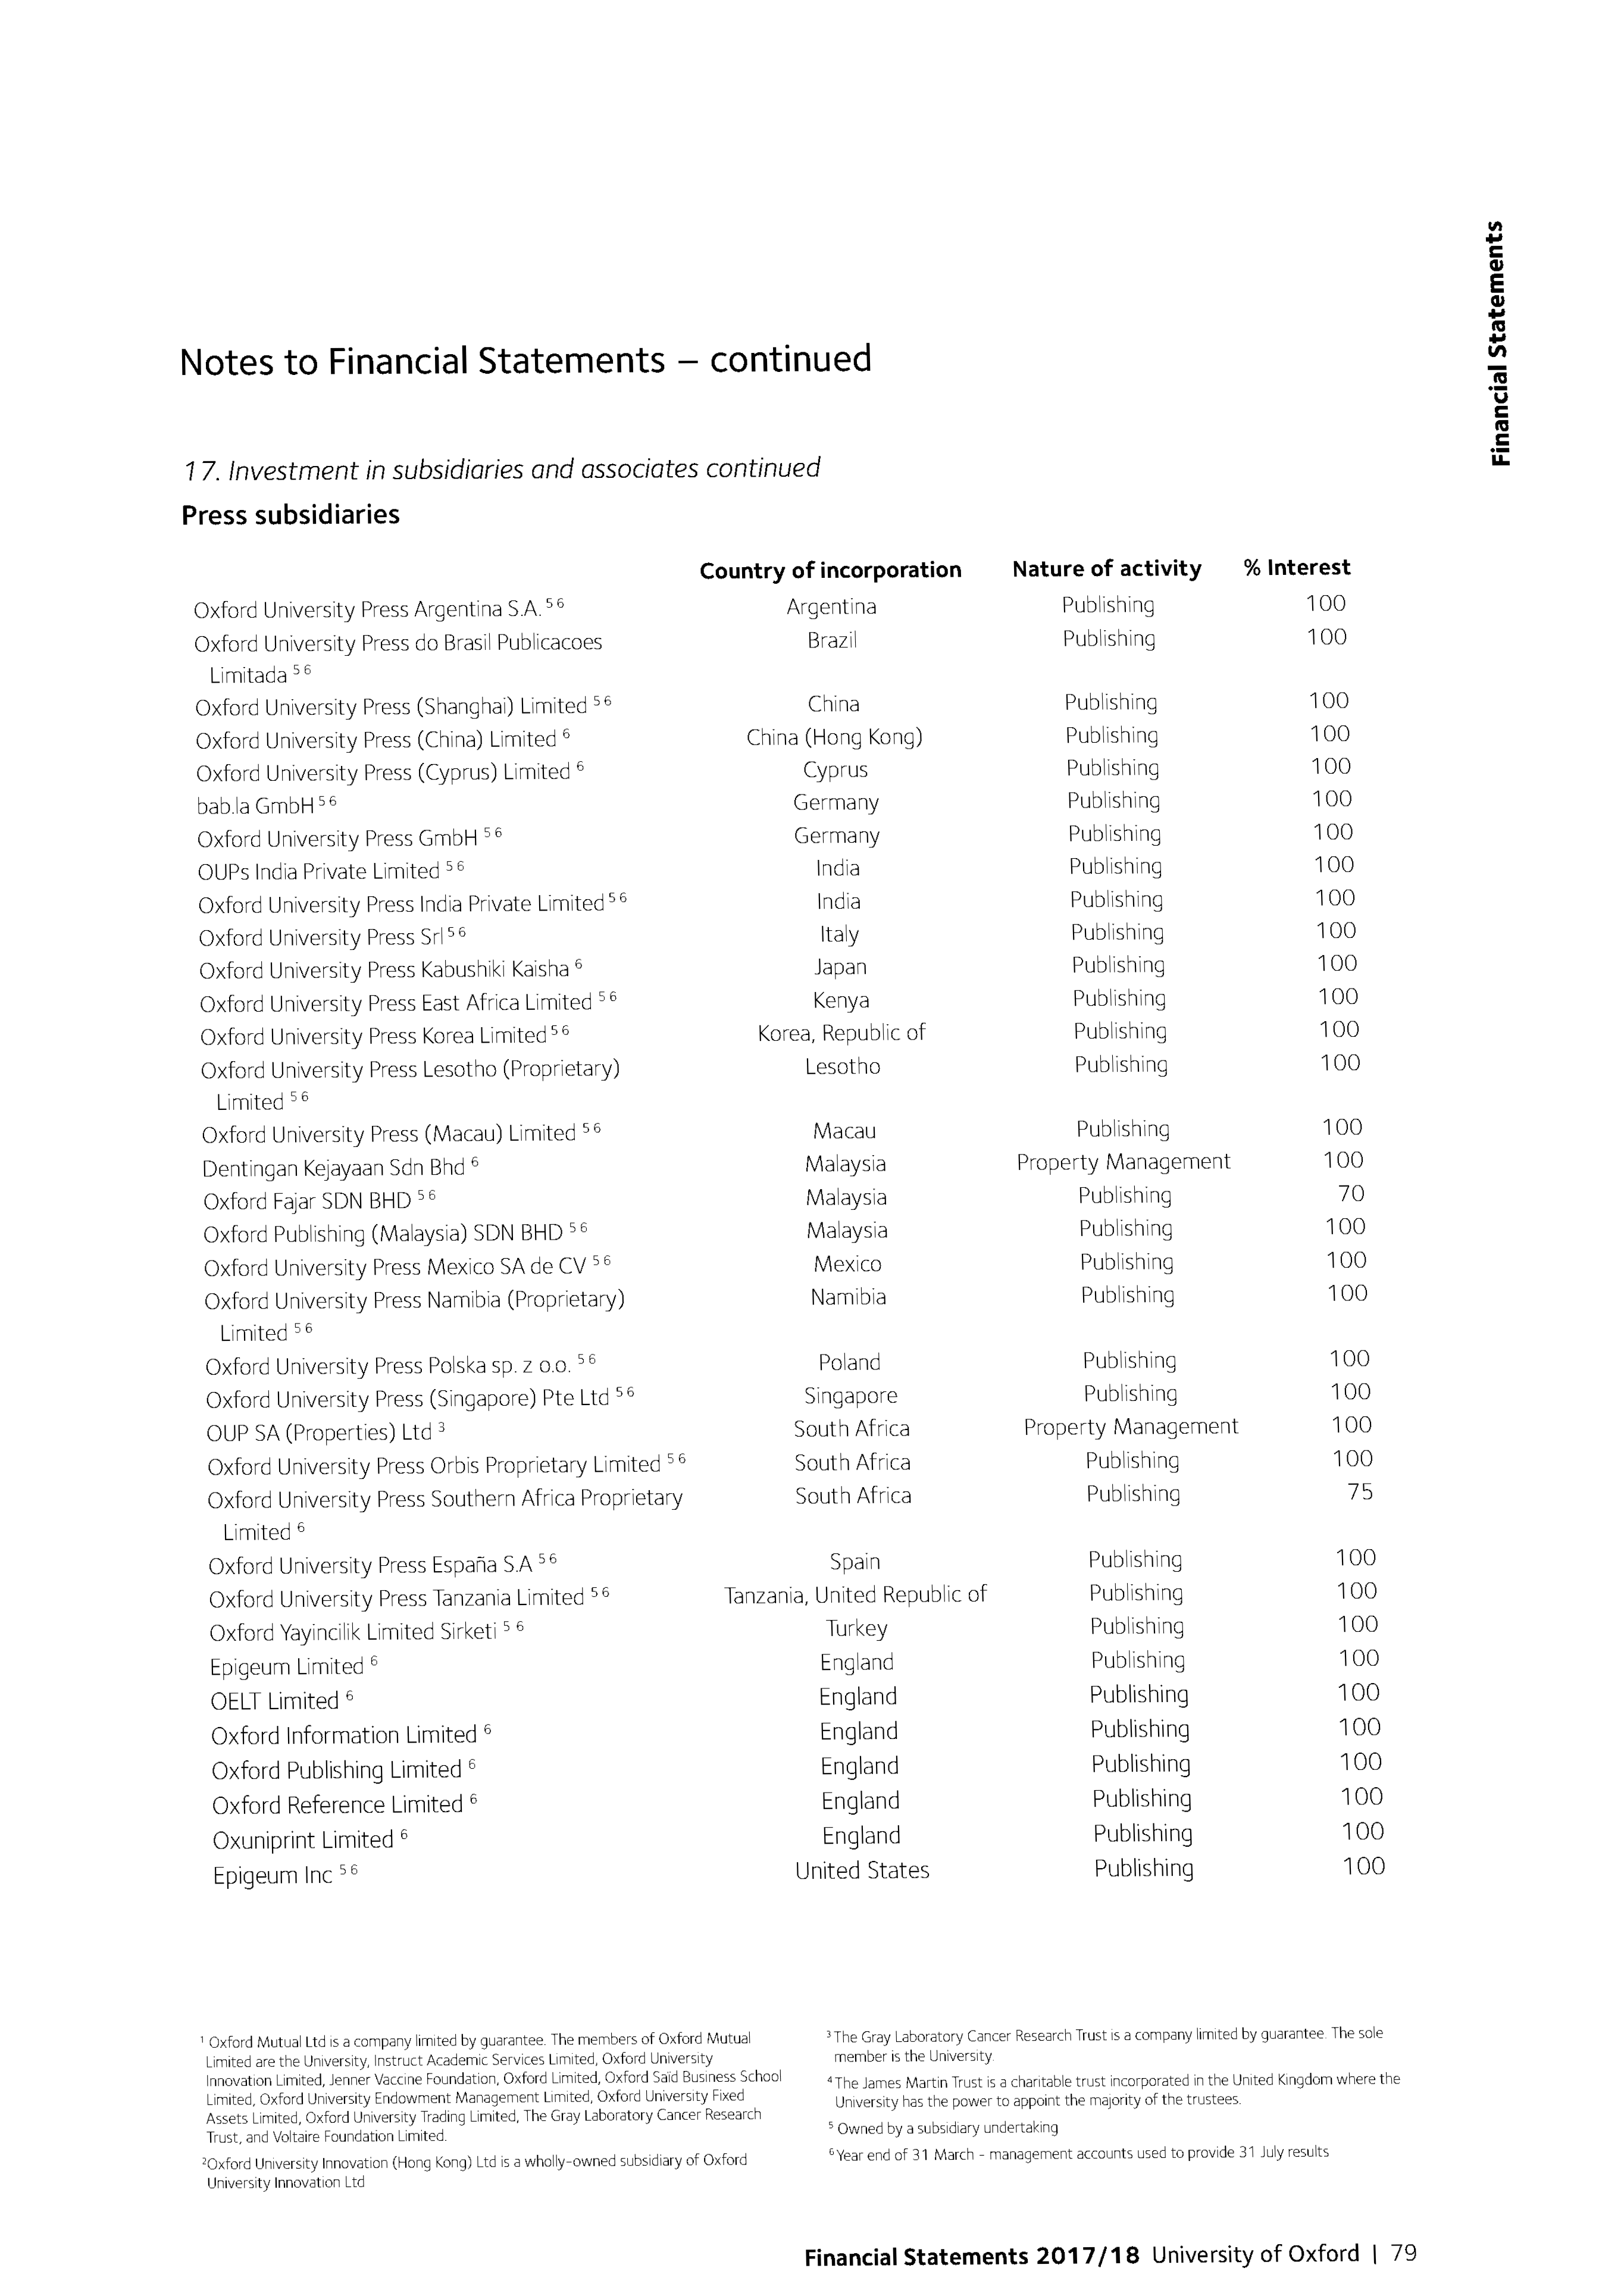 Financial Statements
Notes to Financial Statements – continued
17. Investment in subsidiaries and associates continued
Press subsidiaries
Country of incorporation Nature of activity % Interest
Oxford University Press Argentina S.A. 5 6 Argentina Publishing 100
Oxford University Press do Brasil Publicacoes Brazil Publishing 100
Limitada 5 6
Oxford University Press (Shanghai) Limited 5 6 China Publishing 100
Oxford University Press (China) Limited 6 China (Hong Kong) Publishing 100
Oxford University Press (Cyprus) Limited 6 Cyprus Publishing 100
bab.la GmbH 5 6 Germany Publishing 100
Oxford University Press GmbH 5 6 Germany Publishing 100
OUPs India Private Limited 5 6 India Publishing 100
Oxford University Press India Private Limited 5 6 India Publishing 100
Oxford University Press Srl 5 6 Italy Publishing 100
Oxford University Press Kabushiki Kaisha 6 Japan Publishing 100
Oxford University Press East Africa Limited 5 6 Kenya Publishing 100
Oxford University Press Korea Limited 5 6 Korea, Republic of Publishing 100
Oxford University Press Lesotho (Proprietary) Lesotho Publishing 100
Limited 5 6
Oxford University Press (Macau) Limited 5 6 Macau Publishing 100
Dentingan Kejayaan Sdn Bhd 6 Malaysia Property Management 100
Oxford Fajar SDN BHD 5 6 Malaysia Publishing 70
Oxford Publishing (Malaysia) SDN BHD 5 6 Malaysia Publishing 100
Oxford University Press Mexico SA de CV 5 6 Mexico Publishing 100
Oxford University Press Namibia (Proprietary) Namibia Publishing 100
Limited 5 6
Oxford University Press Polska sp. z o.o. 5 6 Poland Publishing 100
Oxford University Press (Singapore) Pte Ltd 5 6 Singapore Publishing 100
OUP SA (Properties) Ltd 3 South Africa Property Management 100
Oxford University Press Orbis Proprietary Limited 5 6 South Africa Publishing 100
Oxford University Press Southern Africa Proprietary South Africa Publishing 75
Limited 6
Oxford University Press España S.A 5 6 Spain Publishing 100
Oxford University Press Tanzania Limited 5 6 Tanzania, United Republic of Publishing 100
Oxford Yayincilik Limited Sirketi 5 6 Turkey Publishing 100
Epigeum Limited 6 England Publishing 100
OELT Limited 6 England Publishing 100
Oxford Information Limited 6 England Publishing 100
Oxford Publishing Limited 6 England Publishing 100
Oxford Reference Limited 6 England Publishing 100
Oxuniprint Limited 6 England Publishing 100
Epigeum Inc 5 6 United States Publishing 100
1 Oxford Mutual Ltd is a company limited by guarantee. The members of Oxford Mutual
Limited are the University, Instruct Academic Services Limited, Oxford University
Innovation Limited, Jenner Vaccine Foundation, Oxford Limited, Oxford Saïd Business School
Limited, Oxford University Endowment Management Limited, Oxford University Fixed
Assets Limited, Oxford University Trading Limited, The Gray Laboratory Cancer Research
Trust, and Voltaire Foundation Limited.
2 Oxford University Innovation (Hong Kong) Ltd is a wholly-owned subsidiary of Oxford
University Innovation Ltd
3 The Gray Laboratory Cancer Research Trust is a company limited by guarantee. The sole
member is the University.
4 The James Martin Trust is a charitable trust incorporated in the United Kingdom where the
University has the power to appoint the majority of the trustees.
5 Owned by a subsidiary undertaking
6 Year end of 31 March - management accounts used to provide 31 July results
Financial Statements 2017/18 University of Oxford | 79